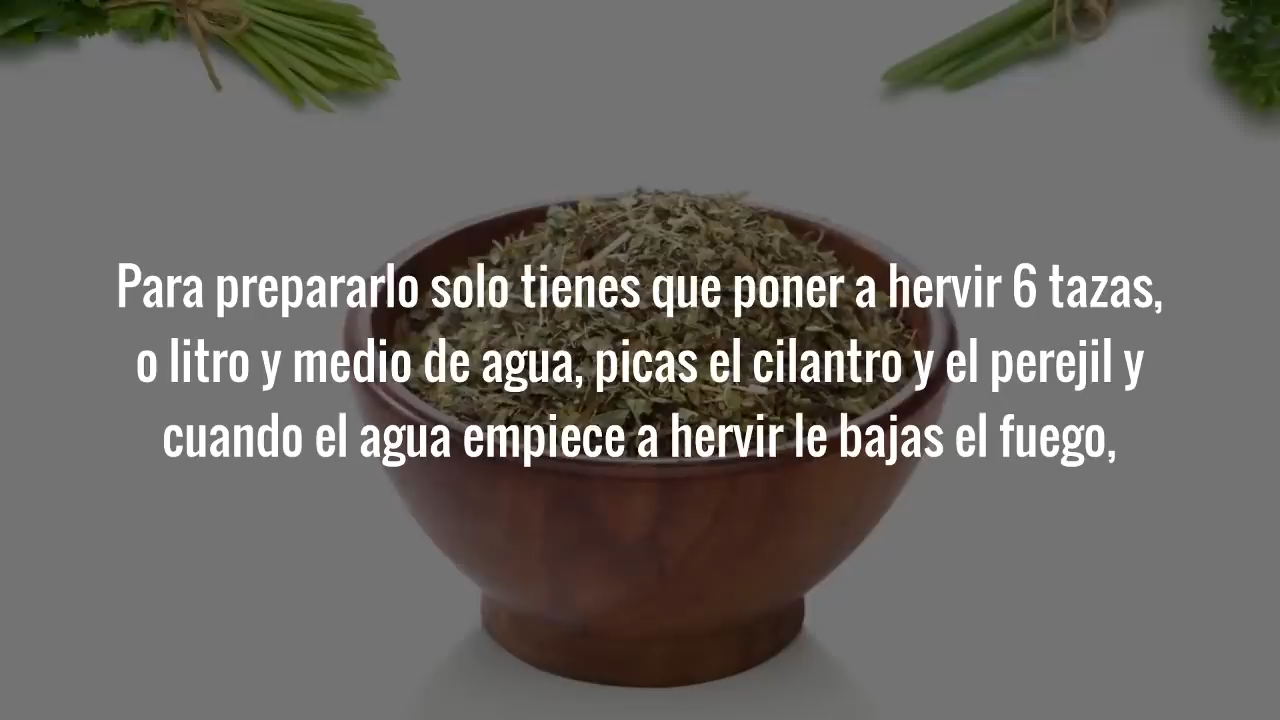 Para prepararlo solo tienes que poner a hervir 6 tazas,
o litro y medio de agua, picas el cilantro y el perejil y
cuando el agua empiece a hervir le bajas el fuego,